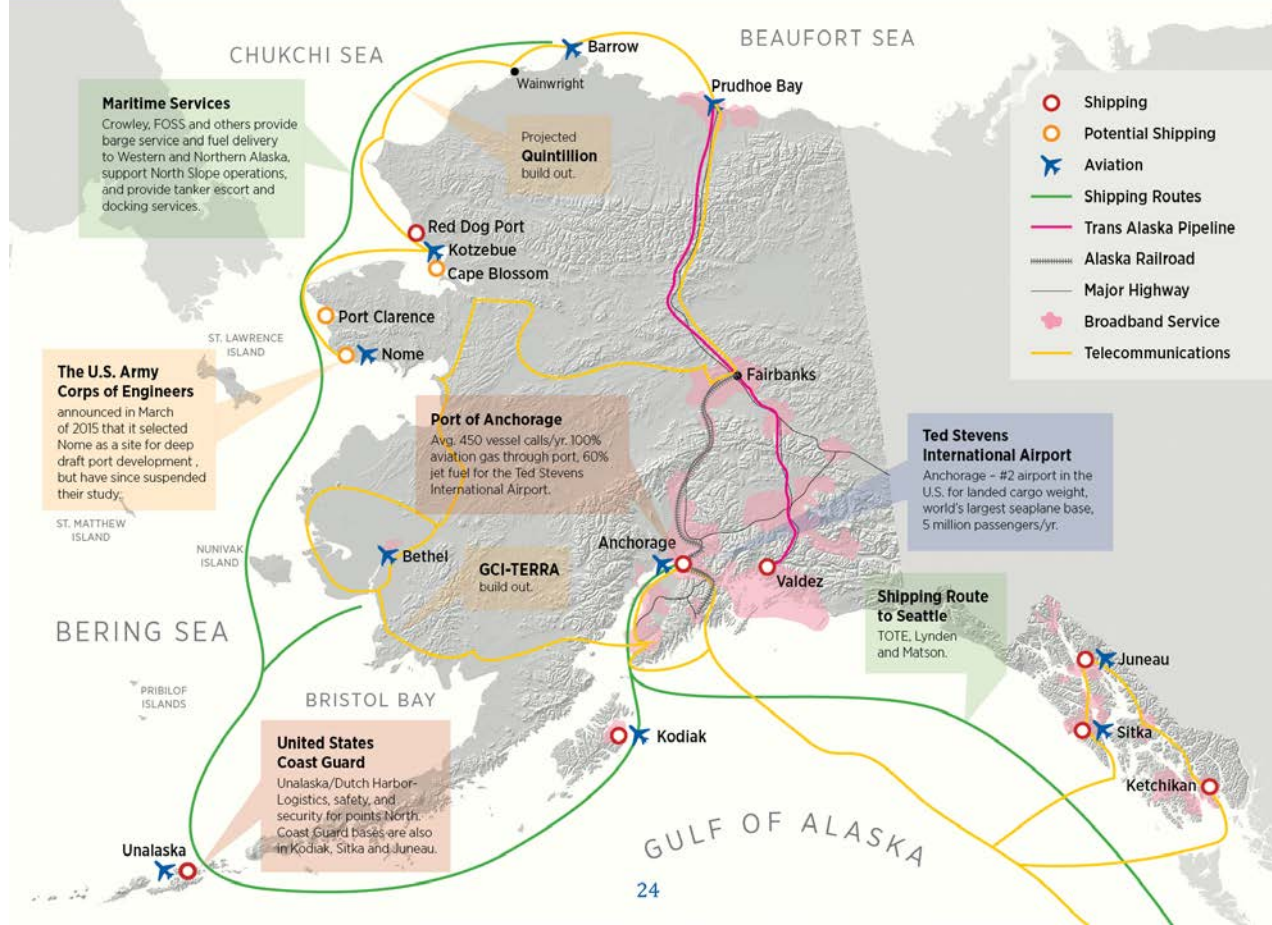 CHUKCHI SEA
BEAUFORT SEA
Barrow
Wainwright
Prudhoe Bay
Maritime Services
Crowley, FOSS and others provide
barge service and fuel delivery
to Western and Northern Alaska,
support North Slope operations,
and provide tanker escort and
docking services.
Projected
Quintillion
build out.
Shipping
Potential Shipping
Aviation
Shipping Routes
Trans Alaska Pipeline
Alaska Railroad
Major Highway
Broadband Service
Telecommunications
Red Dog Port
Kotzebue
Cape Blossom
Port Clarence
Nome
ST. LAWRENCE
ISLAND
The U.S. Army
Corps of Engineers
announced in March
of 2015 that it selected
Nome as a site for deep
draft port development ,
but have since suspended
their study.
Fairbanks
Port of Anchorage
Avg. 450 vessel calls/yr. 100%
aviation gas through port, 60%
jet fuel for the Ted Stevens
International Airport.
Ted Stevens
International Airport
Anchorage – #2 airport in the
U.S. for landed cargo weight,
world's largest seaplane base,
5 million passengers/yr.
ST. MATTHEW
ISLAND
NUNIVAK
ISLAND
Bethel
GCI-TERRA
build out.
Anchorage
Valdez
Shipping Route
to Seattle
TOTE, Lynden
and Matson.
BERING SEA
PRIBILOF
ISLANDS
BRISTOL BAY
Juneau
Sitka
Ketchikan
Kodiak
United States
Coast Guard
Unalaska/Dutch Harbor-
Logistics, safety, and
security for points North.
Coast Guard bases are also
in Kodiak, Sitka and Juneau.
Unalaska
GULF OF ALASKA
24